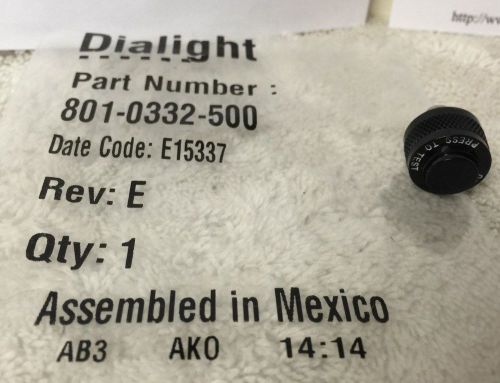 http://w
Dialight
Part Number :
801-0332-500
Date Code: E15337
Rev: E
Qty: 1
Assembled in Mexico
AB3 AKO 14:14
PRESS TO TEST